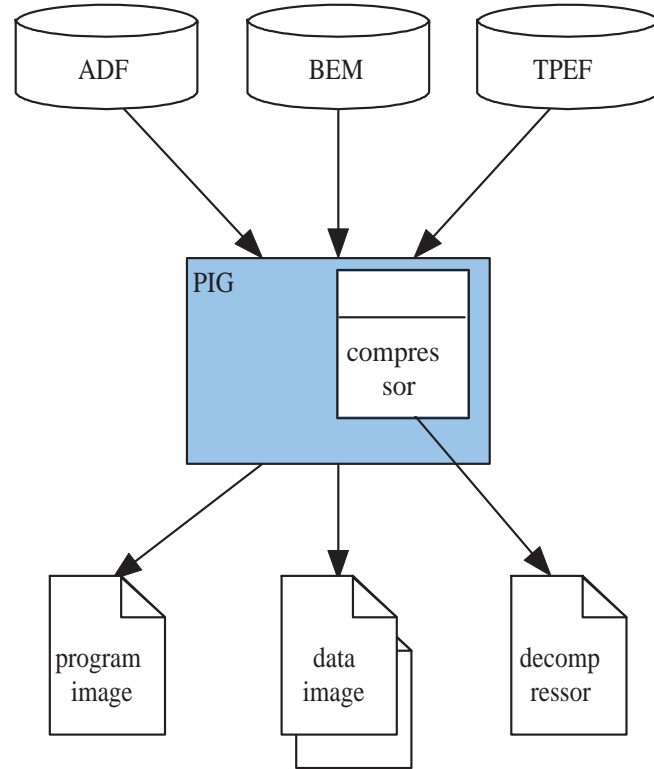 ADF
BEM
TPEF
PIG
compres
sor
program
image
data
image
decomp
ressor